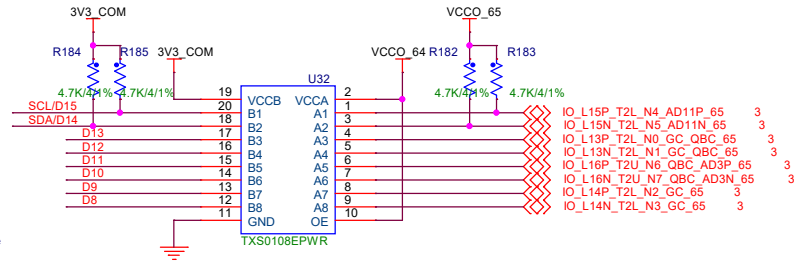 3V3_COM
VCCO_65
R184
R185
3V3_COM
VCCO_64
R182
R183
U32
4.7K/4/1%
4.7K/4/1%
4.7K/4/1%
4.7K/4/1%
19
VCCB
VCCA
2
SCL/D15
20
B1
A1
1
IO_L15P_T2L_N4_AD11P_65
3
SDA/D14
18
B2
A2
3
IO_L15N_T2L_N5_AD11N_65
3
D13
17
B3
A3
4
IO_L13P_T2L_N0_GC_QBC_65
3
D12
16
B4
A4
5
IO_L13N_T2L_N1_GC_QBC_65
3
D11
15
B5
A5
6
IO_L16P_T2U_N6_QBC_AD3P_65
3
D10
14
B6
A6
7
IO_L16N_T2U_N7_QBC_AD3N_65
3
D9
13
B7
A7
8
IO_L14P_T2L_N2_GC_65
3
D8
12
B8
A8
9
IO_L14N_T2L_N3_GC_65
3
11
GND
OE
10
TXS0108EPWR